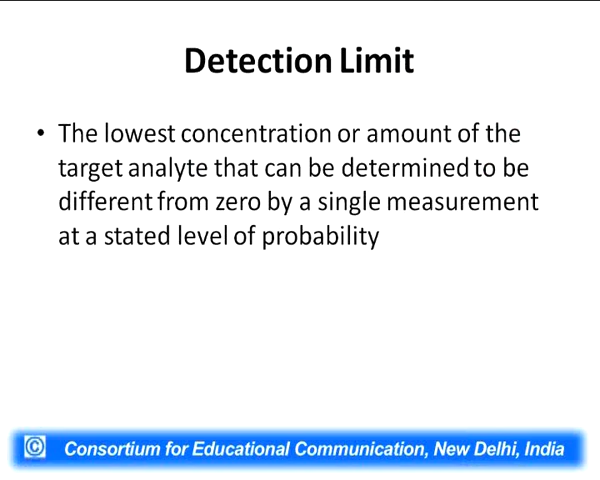 Detection Limit
• The lowest concentration or amount of the
target analyte that can be determined to be
different from zero by a single measurement
at a stated level of probability
© Consortium for Educational Communication, New Delhi, India